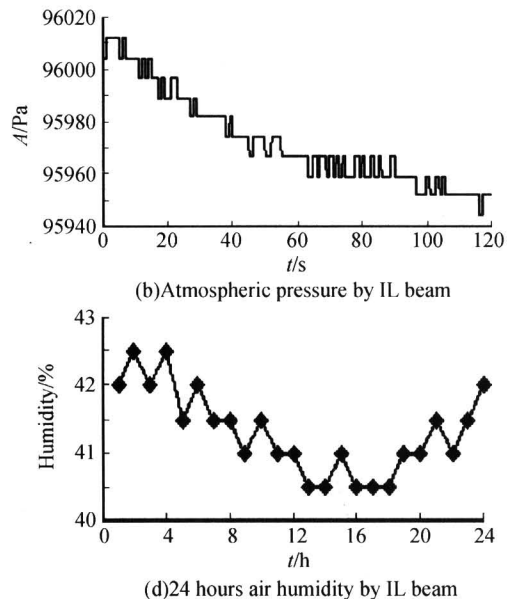 96020
96000
95980
95960
95940
A/Pa
0 20 40 60 80 100 120
t/s
(b)Atmospheric pressure by IL beam
43
42
41
40
Humidity/%
0 4 8 12 16 20 24
t/h
(d)24 hours air humidity by IL beam